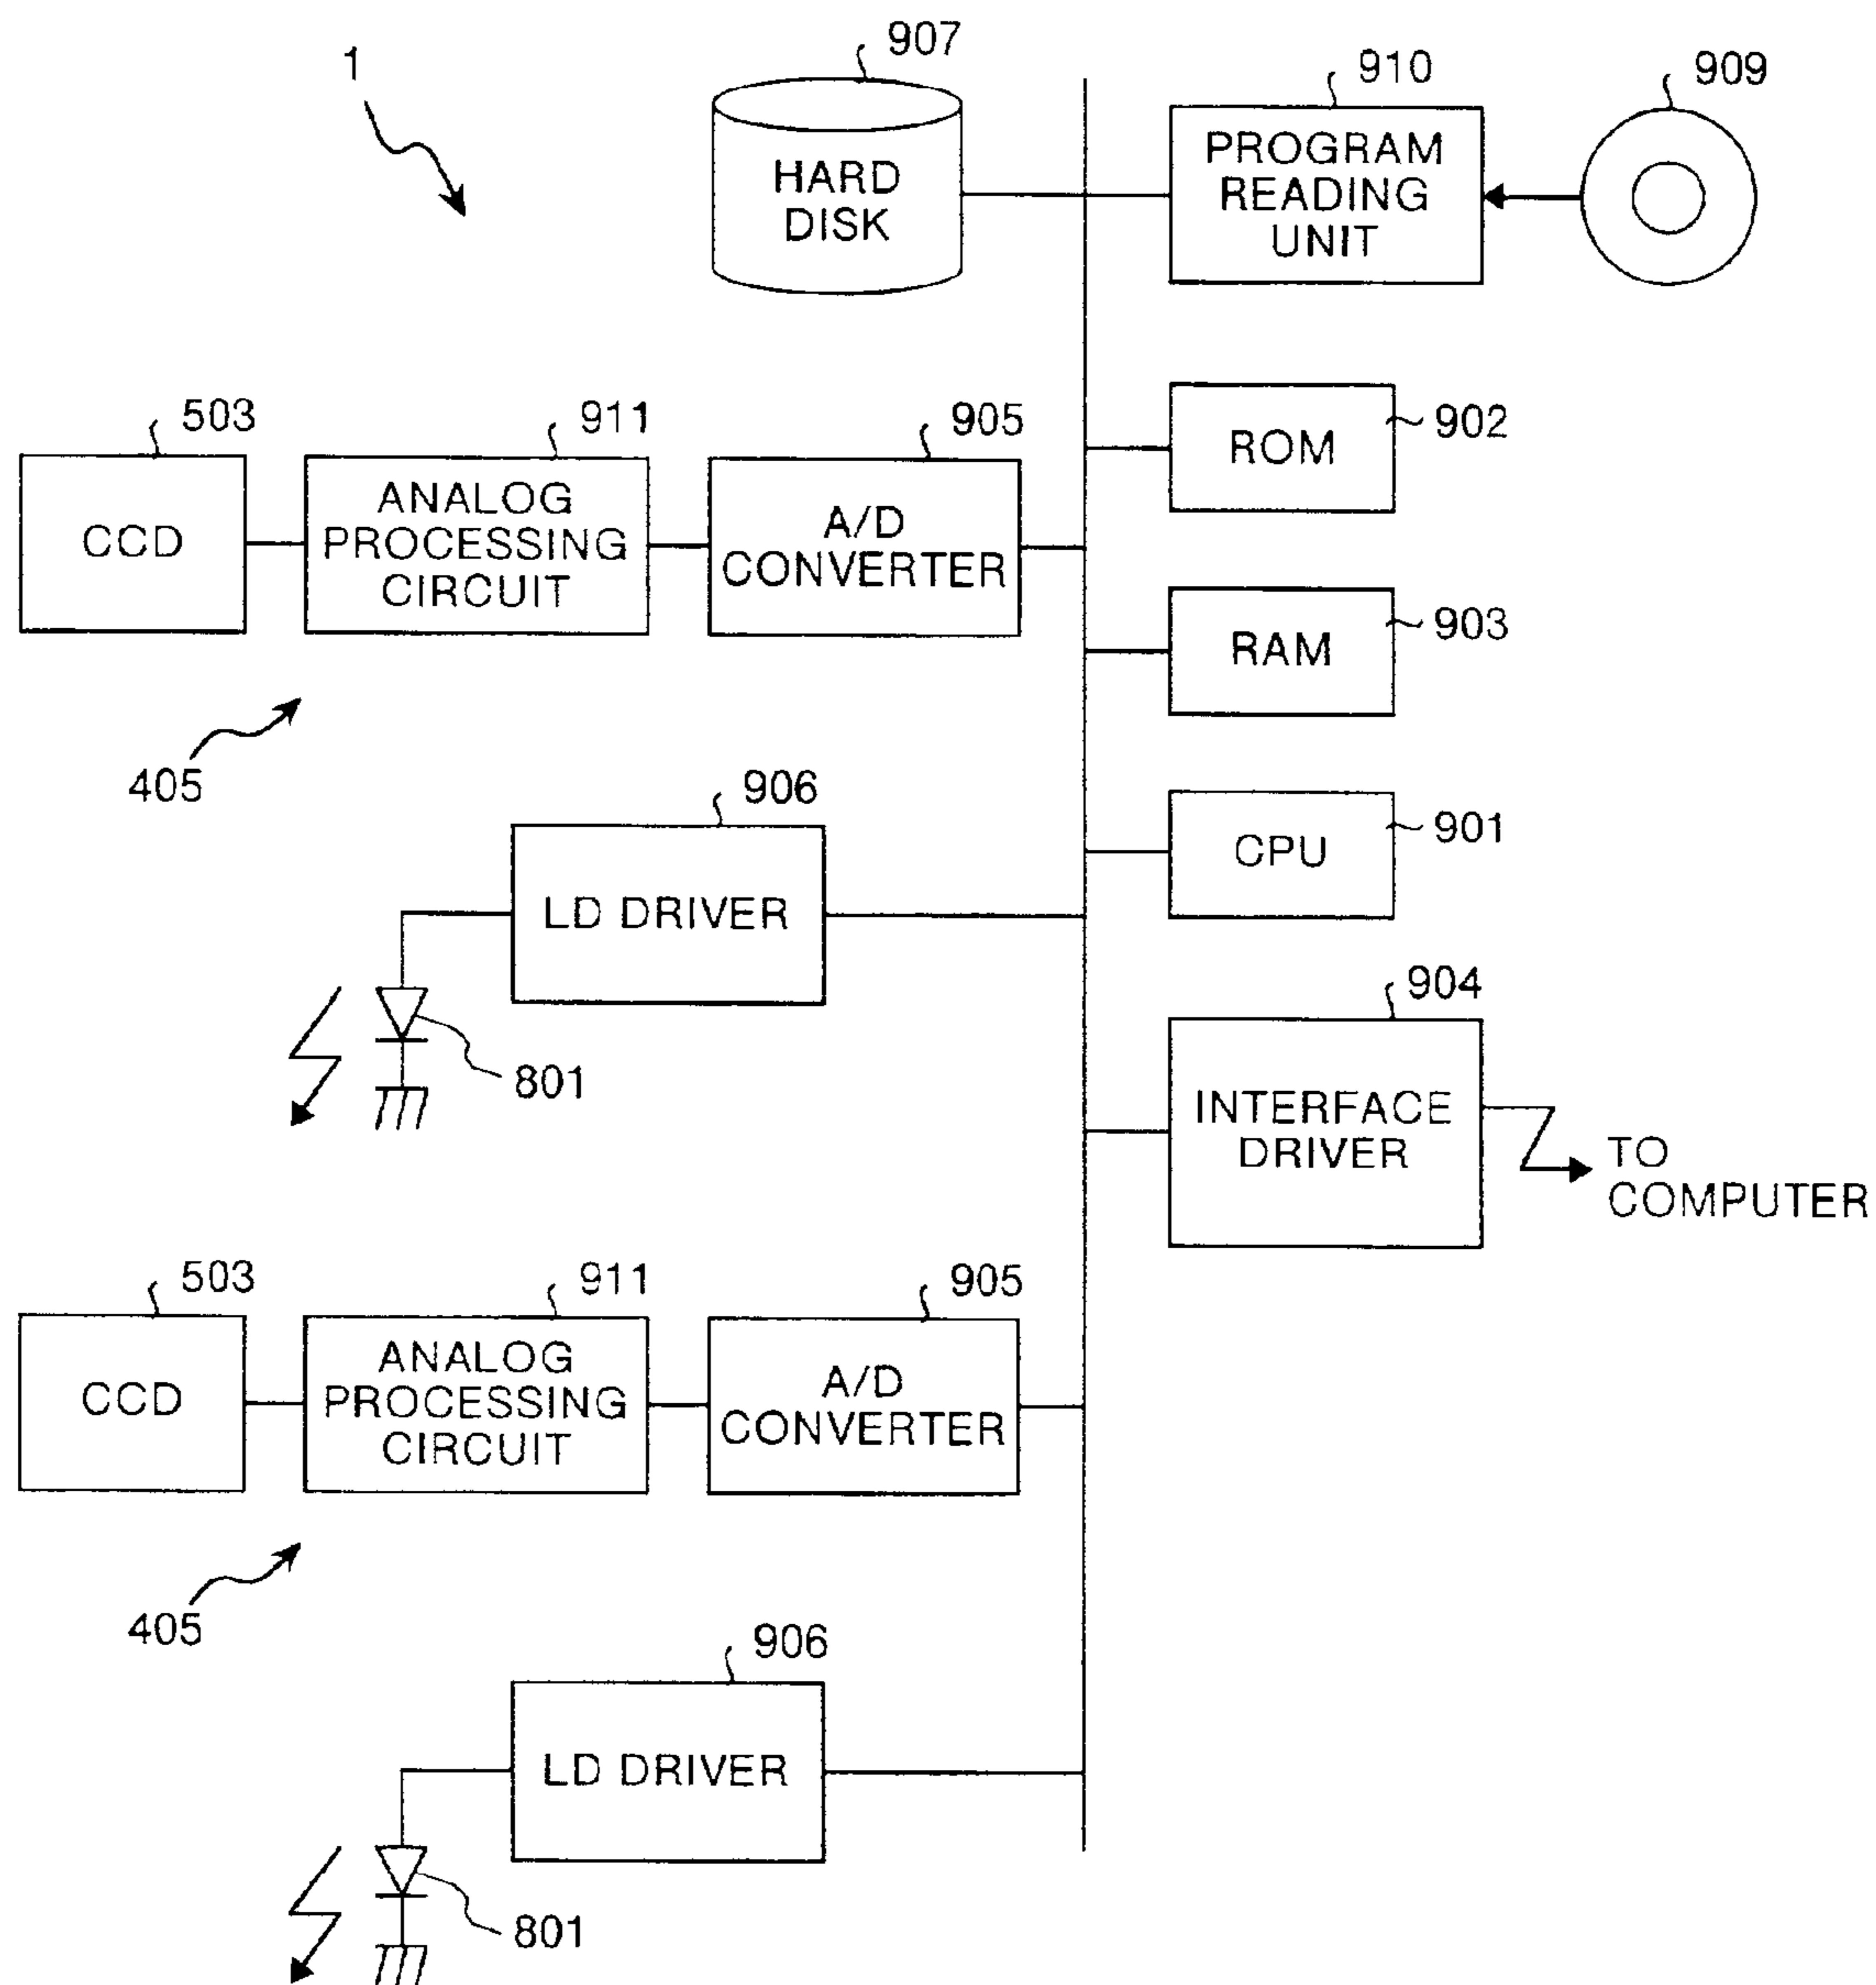 1
907
910
909
HARD
DISK
PROGRAM
READING
UNIT
503
911
905
902
CCD
ANALOG
PROCESSING
CIRCUIT
A/D
CONVERTER
ROM
903
RAM
405
906
901
CPU
LD DRIVER
801
904
INTERFACE
DRIVER
TO
COMPUTER
503
911
905
CCD
ANALOG
PROCESSING
CIRCUIT
A/D
CONVERTER
405
906
LD DRIVER
801